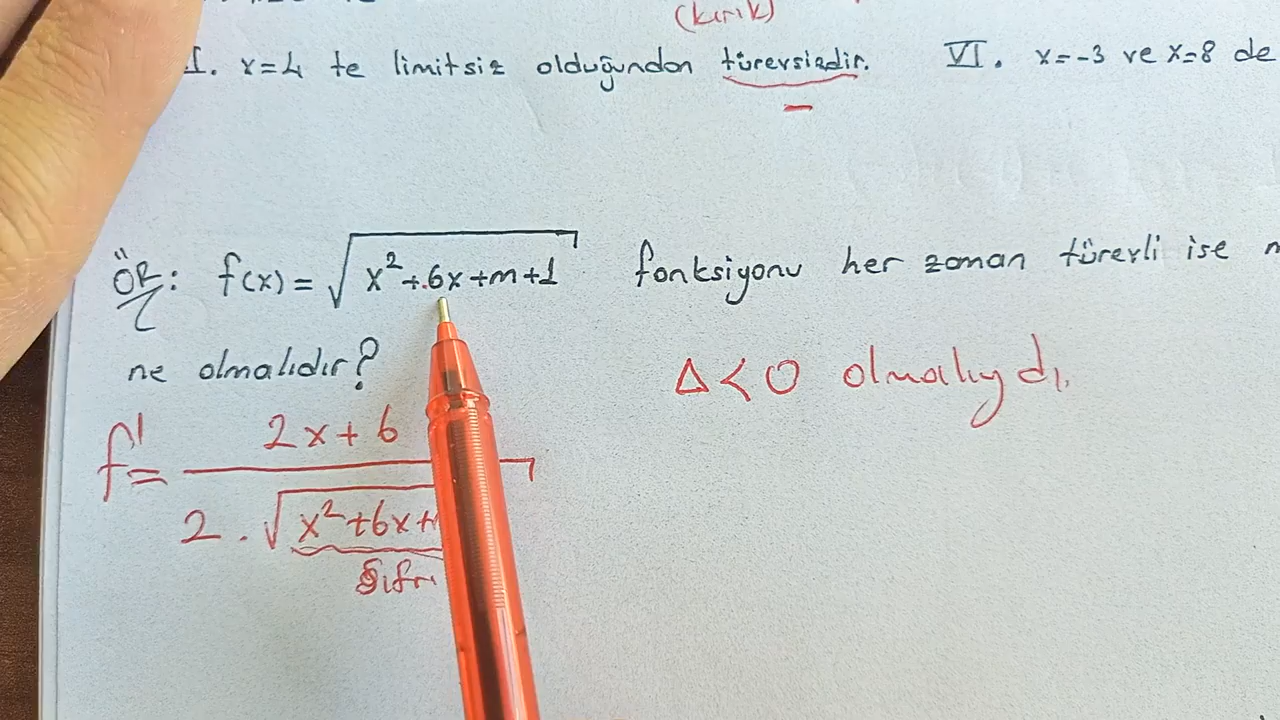 (kırık)
I. x=4 te limitsiz olduğundan türevsizdir. VI. x=-3 ve x=8 de
ÖR: f(x) = √x²+6x+m+1 fonksiyonu her zaman türevli ise
ne olmalıdır? Δ<0 olmalıydı.
f' = 2x+6
2.√x²+6x+